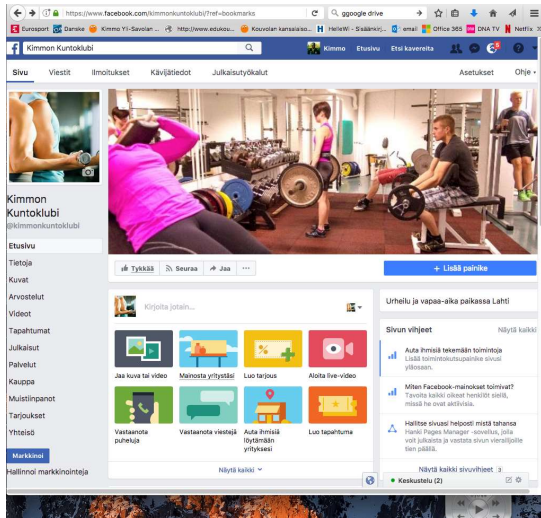 https://www.facebook.com/kimmonkuntoklubi/?ref=bookmarks
ggoogle drive
Eurosport
Danske
Kimmo Yli-Savolan ...
http://www.edukou...
Kouvolan kansalaiso...
HelleWi - Sisäänkirj...
email
Office 365
DNA TV
Netflix
Kimmon Kuntoklubi
Kimmo
Etusivu
Etsi kavereita
Sivu
Viestit
Ilmoitukset
Kävijätiedot
Julkaisutyökalut
Asetukset
Ohje
Kimmon
Kuntoklubi
@kimmonkuntoklubi
Etusivu
Tietoja
Kuvat
Arvostelut
Videot
Tapahtumat
Julkaisut
Palvelut
Kauppa
Muistiinpanot
Tarjoukset
Yhteisö
Markkinoi
Hallinnoi markkinointeja
Tykkää
Seuraa
Jaa
...
+ Lisää painike
Kirjoita jotain...
Jaa kuva tai video
Mainosta yritystäsi
Luo tarjous
Aloita live-video
Vastaanota
puheluja
Vastaanota viestejä
Auta ihmisiä
löytämään
yrityksesi
Luo tapahtuma
Näytä kaikki
Urheilu ja vapaa-aika paikassa Lahti
Sivun vihjeet
Näytä kaikki
Auta ihmisiä tekemään toimintoja
Lisää toimintokutsupainike sivusi
yläosaan.
Miten Facebook-mainokset toimivat?
Tavoita kaikki oikeat henkilöt siellä,
missä he ovat aktiivisia.
Hallitse sivuasi helposti mistä tahansa
Hanki Pages Manager -sovellus, jolla
voit julkaista ja vastata sivun vierailijoille
tien päällä.
Näytä kaikki sivuvihjeet 3
Keskustelu (2)